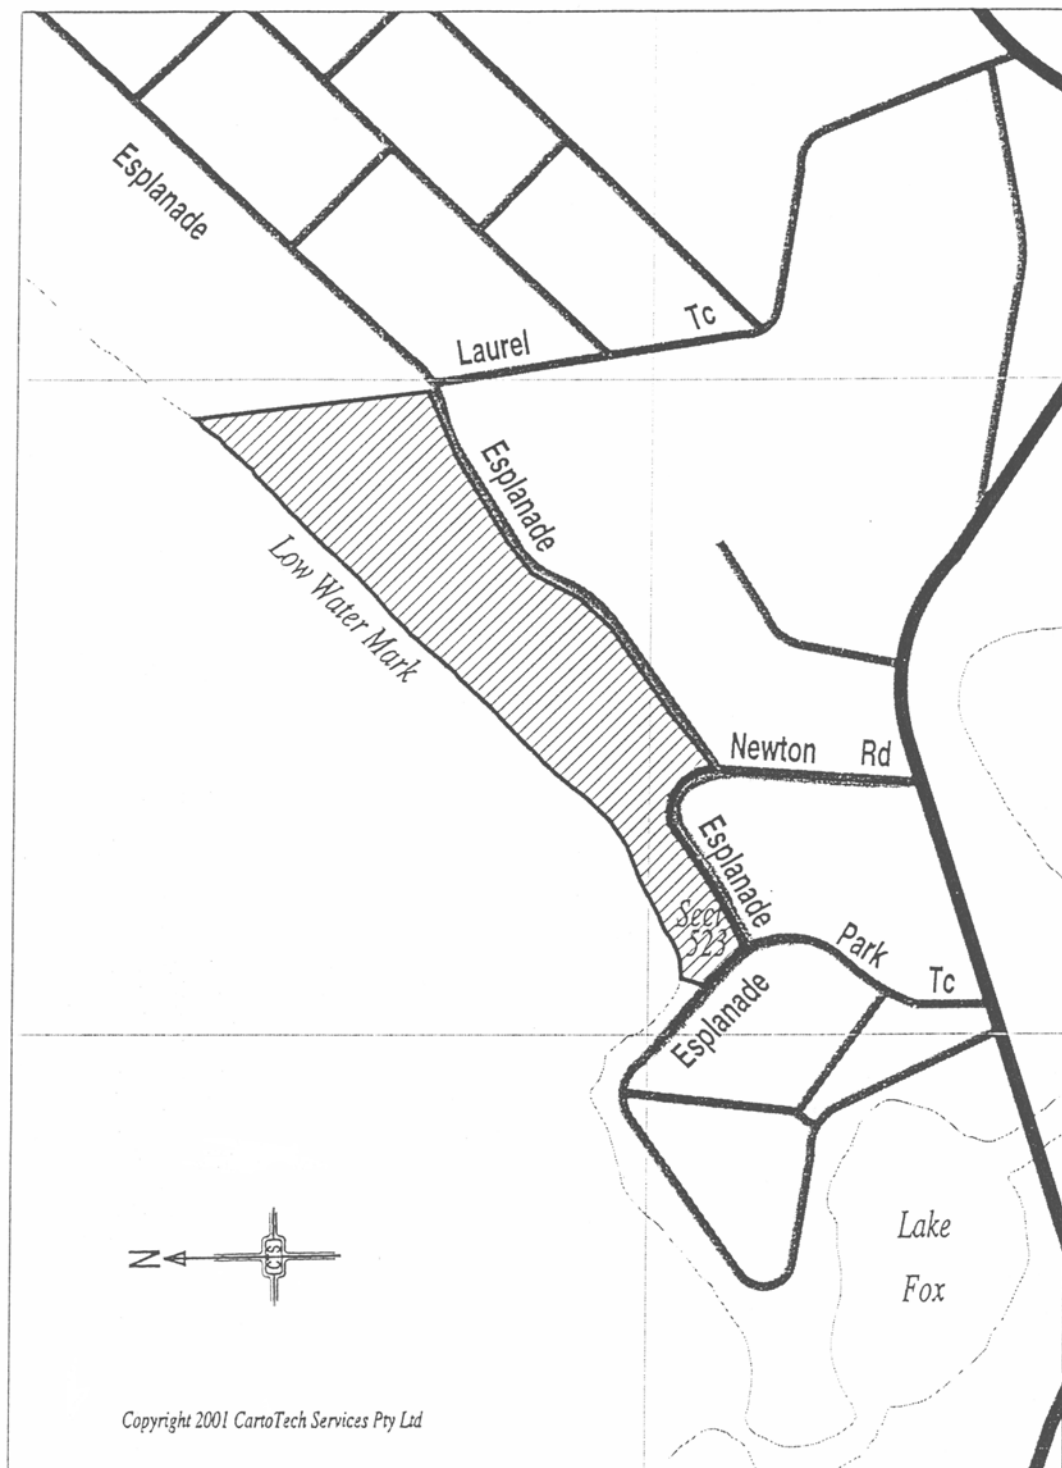 Esplanade
Laurel Tc
Esplanade
Low Water Mark
Newton Rd
Esplanade
523
Park Tc
Esplanade
Lake
Fox
N
CTS
Copyright 2001 CartoTech Services Pty Ltd